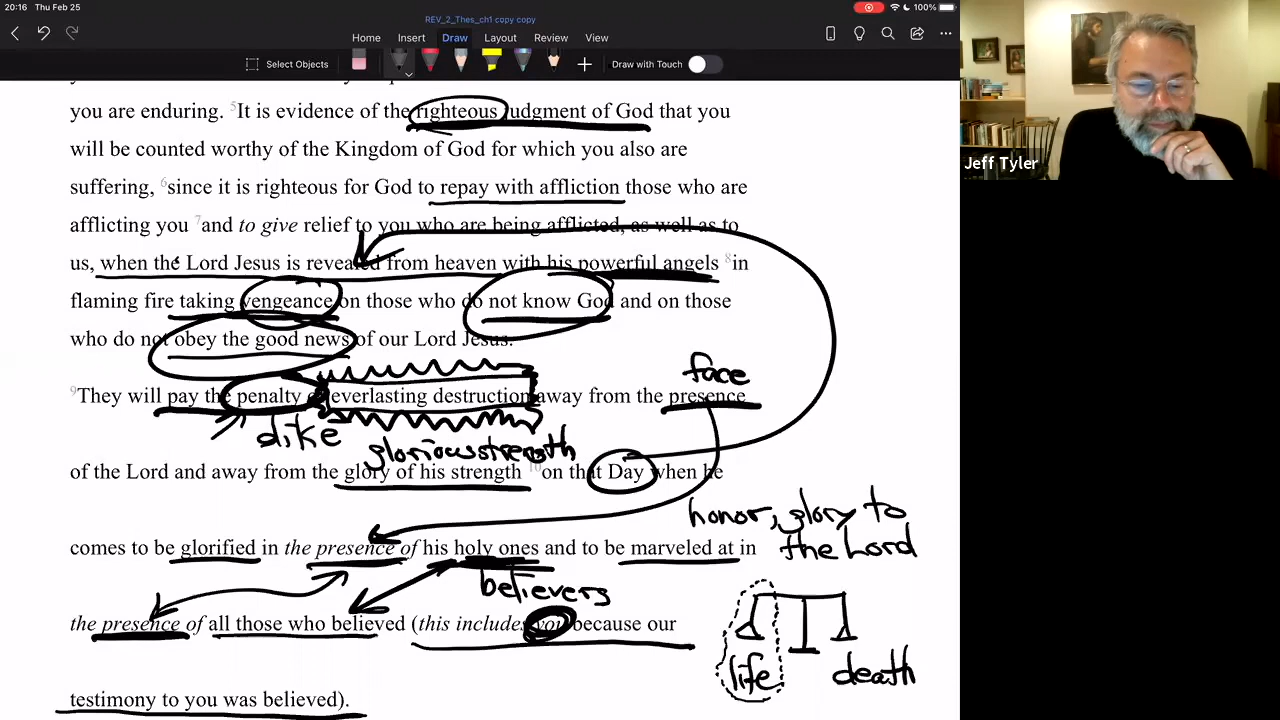 20:16 Thu Feb 25
100%
REV_2_Thes_ch1 copy copy
Home Insert Draw Layout Review View
Select Objects
Draw with Touch
you are enduring. 5It is evidence of the righteous judgment of God that you
will be counted worthy of the Kingdom of God for which you also are
suffering, 6since it is righteous for God to repay with affliction those who are
afflicting you 7and to give relief to you who are being afflicted, as well as to
us, when the Lord Jesus is revealed from heaven with his powerful angels 8in
flaming fire taking vengeance on those who do not know God and on those
who do not obey the good news of our Lord Jesus.
face
9They will pay the penalty of everlasting destruction away from the presence
dike
glorious strength
of the Lord and away from the glory of his strength 10on that Day when he
honor, glory to
the Lord
comes to be glorified in the presence of his holy ones and to be marveled at in
believers
the presence of all those who believed (this includes you because our
life death
testimony to you was believed).
Jeff Tyler